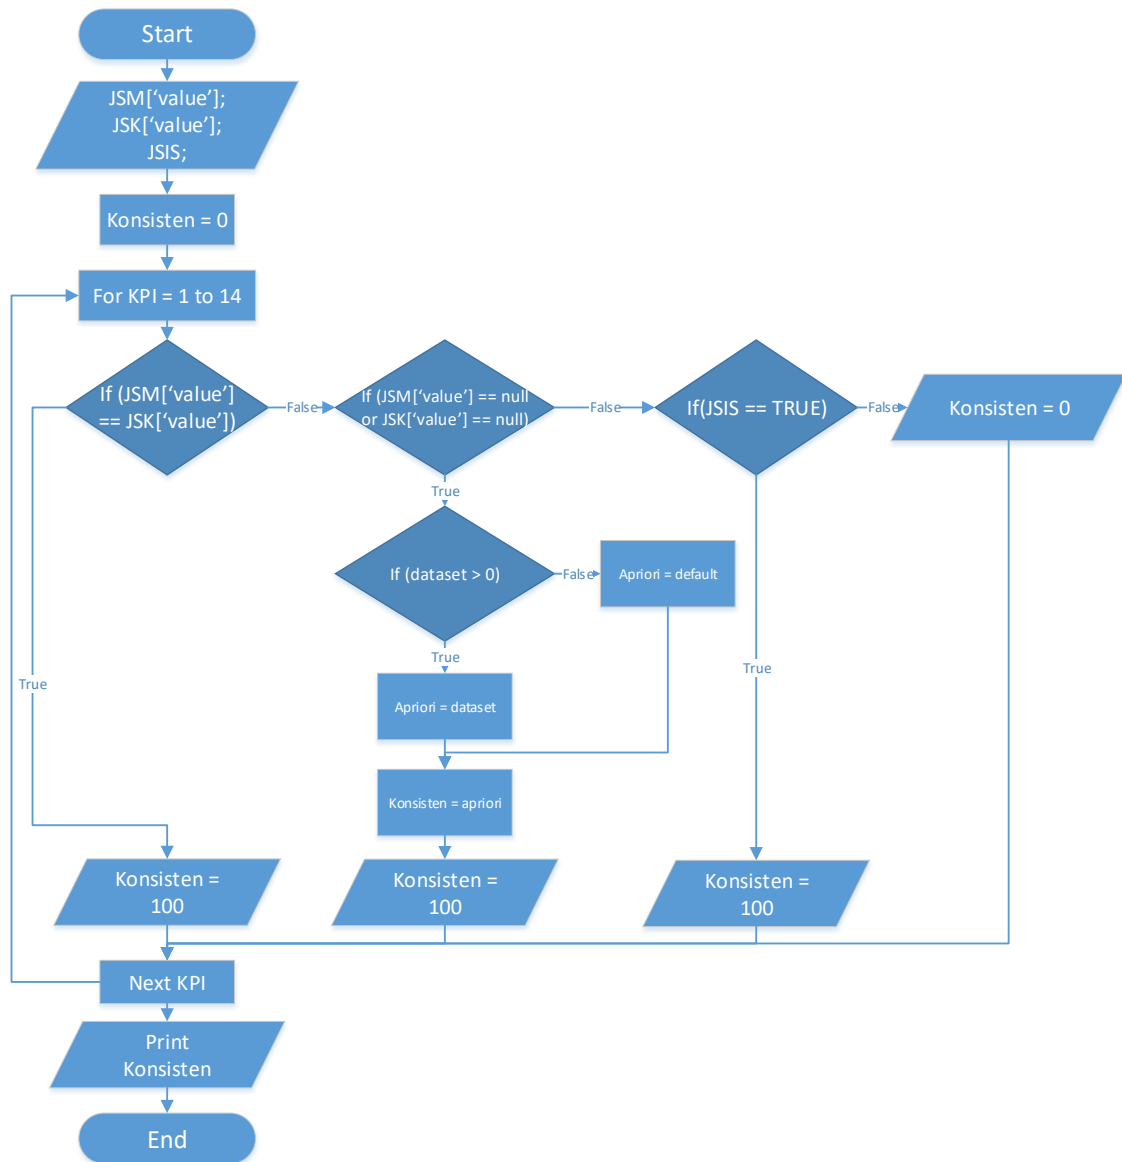 Start
JSM[‘value’];
JSK[‘value’];
JSIS;
Konsisten = 0
For KPI = 1 to 14
If (JSM[‘value’]
== JSK[‘value’])
False
If (JSM[‘value’] == null
or JSK[‘value’] == null)
False
If(JSIS == TRUE)
False
Konsisten = 0
True
If (dataset > 0)
False
Apriori = default
True
True
True
Apriori = dataset
Konsisten = apriori
Konsisten =
100
Konsisten =
100
Konsisten =
100
Next KPI
Print
Konsisten
End